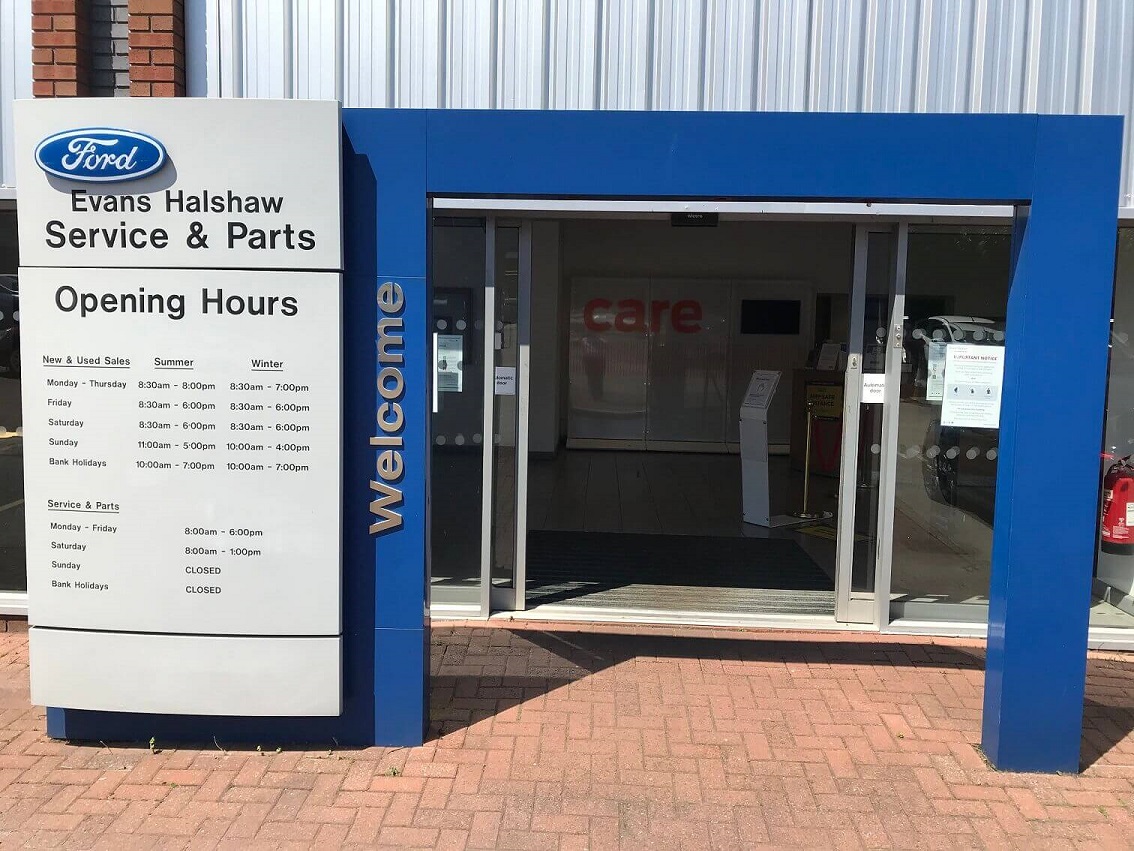 Ford
Evans Halshaw
Service & Parts
Opening Hours
New & Used Sales Summer Winter
Monday - Thursday 8:30am - 8:00pm 8:30am - 7:00pm
Friday 8:30am - 6:00pm 8:30am - 6:00pm
Saturday 8:30am - 6:00pm 8:30am - 6:00pm
Sunday 11:00am - 5:00pm 10:00am - 4:00pm
Bank Holidays 10:00am - 7:00pm 10:00am - 7:00pm
Service & Parts
Monday - Friday 8:00am - 6:00pm
Saturday 8:00am - 1:00pm
Sunday CLOSED
Bank Holidays CLOSED
Welcome
care
door
Automatic
door
IMPORTANT NOTICE